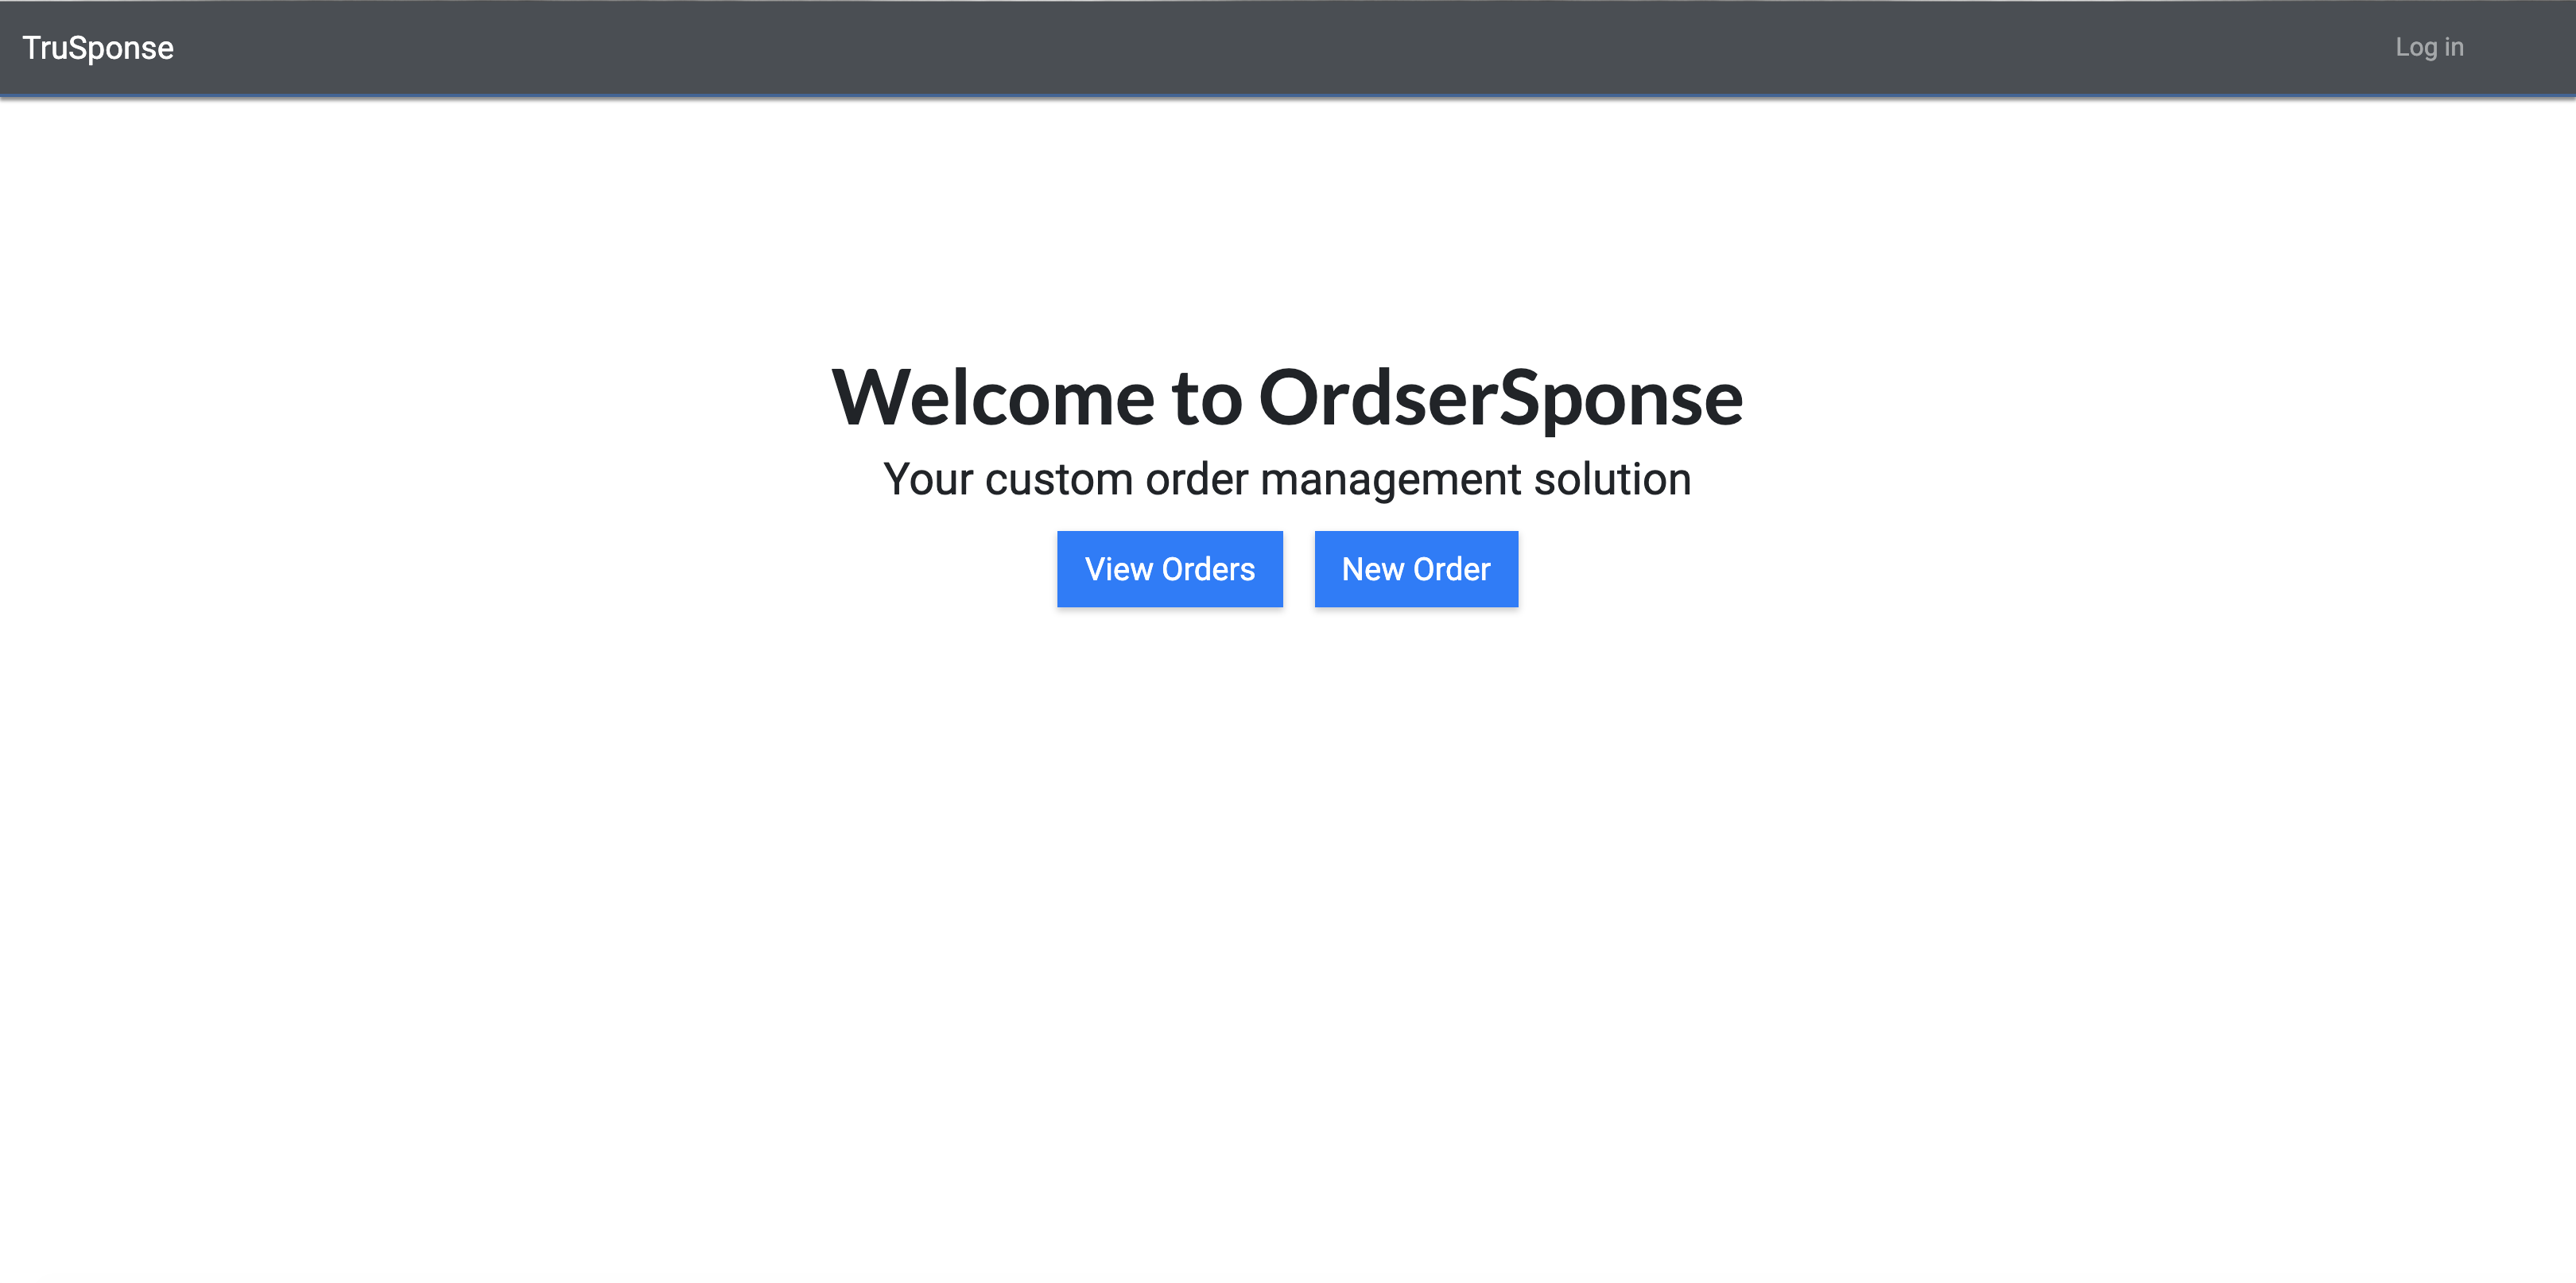 TruSponse
Log in
Welcome to OrdserSponse
Your custom order management solution
View Orders
New Order